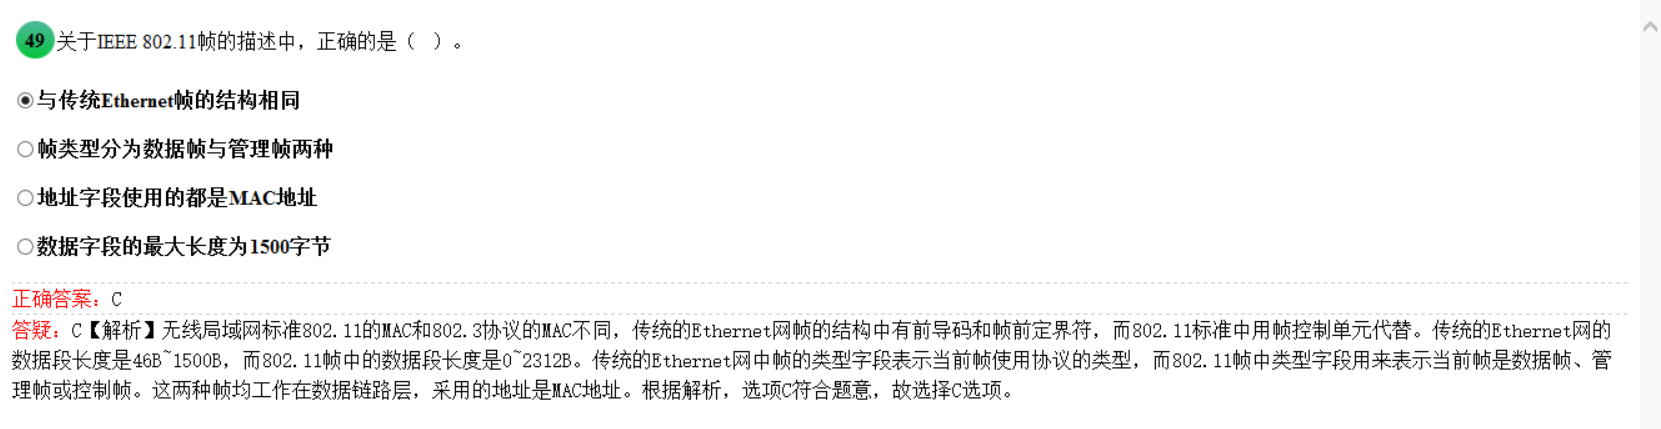 49 关于IEEE 802.11帧的描述中，正确的是（ ）。
与传统Ethernet帧的结构相同
帧类型分为数据帧与管理帧两种
地址字段使用的都是MAC地址
数据字段的最大长度为1500字节
正确答案：C
答疑：C【解析】无线局域网标准802.11的MAC和802.3协议的MAC不同，传统的Ethernet网帧的结构中有前导码和帧前定界符，而802.11标准中用帧控制单元代替。传统的Ethernet网的
数据段长度是46B~1500B，而802.11帧中的数据段长度是0~2312B。传统的Ethernet网中帧的类型字段表示当前帧使用协议的类型，而802.11帧中类型字段用来表示当前帧是数据帧、管
理帧或控制帧。这两种帧均工作在数据链路层，采用的地址是MAC地址。根据解析，选项C符合题意，故选择C选项。